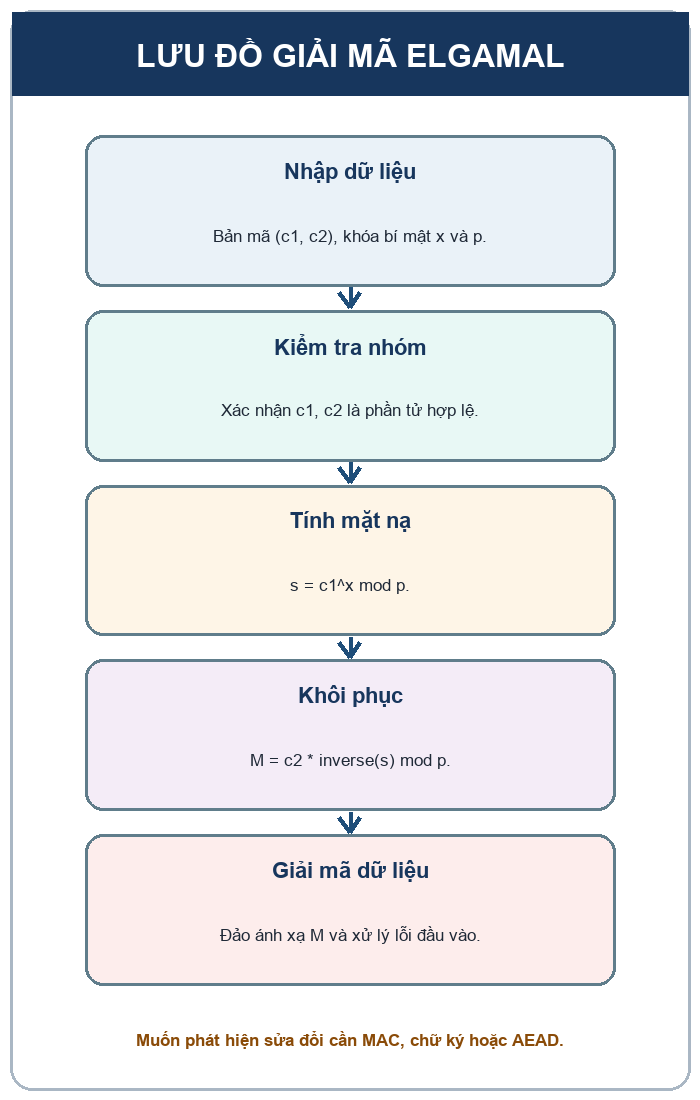 LƯU ĐỒ GIẢI MÃ ELGAMAL
Nhập dữ liệu
Bản mã (c1, c2), khóa bí mật x và p.
Kiểm tra nhóm
Xác nhận c1, c2 là phần tử hợp lệ.
Tính mặt nạ
s = c1^x mod p.
Khôi phục
M = c2 * inverse(s) mod p.
Giải mã dữ liệu
Đảo ánh xạ M và xử lý lỗi đầu vào.
Muốn phát hiện sửa đổi cần MAC, chữ ký hoặc AEAD.